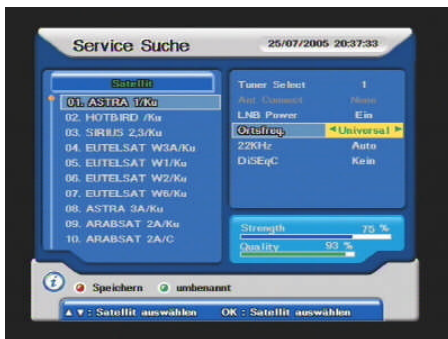 Service Suche
25/07/2005 20:37:33
Satellit
01. ASTRA 1/Ku
02. HOTBIRD /Ku
03. SIRIUS 2,3/Ku
04. EUTELSAT W3A/Ku
05. EUTELSAT W1/Ku
06. EUTELSAT W2/Ku
07. EUTELSAT W6/Ku
08. ASTRA 3A/Ku
09. ARABSAT 2A/Ku
10. ARABSAT 2A/C
Tuner Select 1
Ant Connect None
LNB Power Ein
Ortsfreq. ◄Universal►
22KHz Auto
DiSEqC Kein
Strength 75 %
Quality 93 %
Speichern umbenannt
▲▼: Satellit auswählen OK : Satellit auswählen